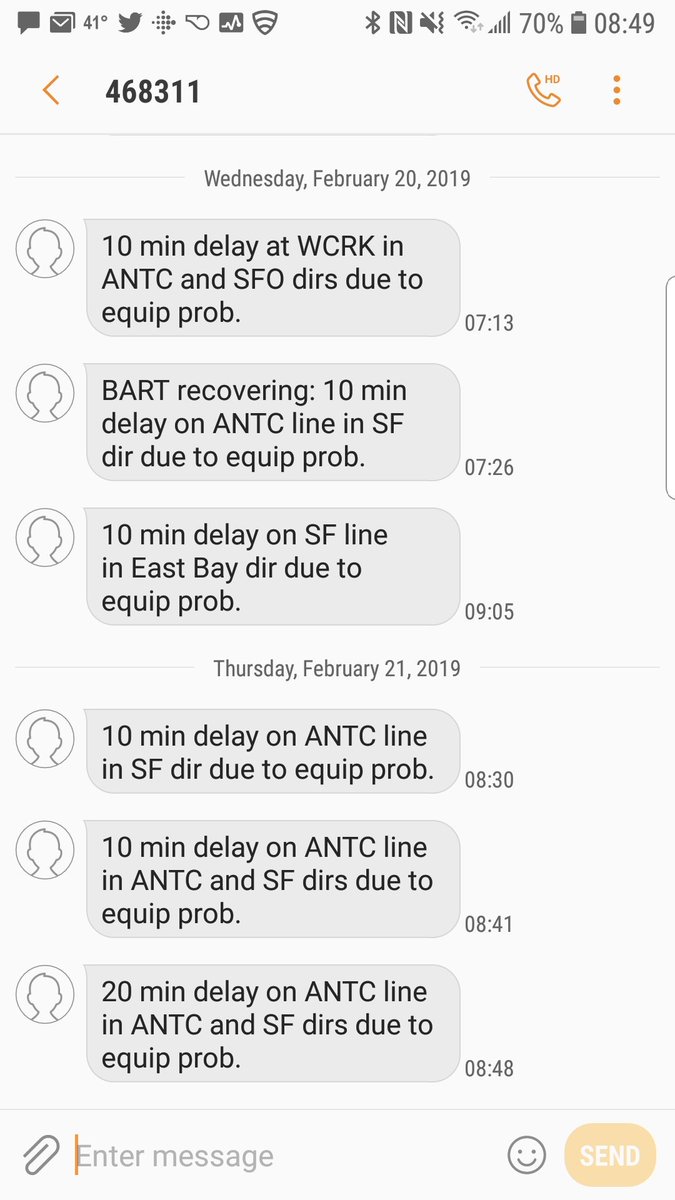 41° 70% 08:49
468311 HD
Wednesday, February 20, 2019
10 min delay at WCRK in
ANTC and SFO dirs due to
equip prob.
07:13
BART recovering: 10 min
delay on ANTC line in SF
dir due to equip prob.
07:26
10 min delay on SF line
in East Bay dir due to
equip prob.
09:05
Thursday, February 21, 2019
10 min delay on ANTC line
in SF dir due to equip prob.
08:30
10 min delay on ANTC line
in ANTC and SF dirs due to
equip prob.
08:41
20 min delay on ANTC line
in ANTC and SF dirs due to
equip prob.
08:48
Enter message SEND